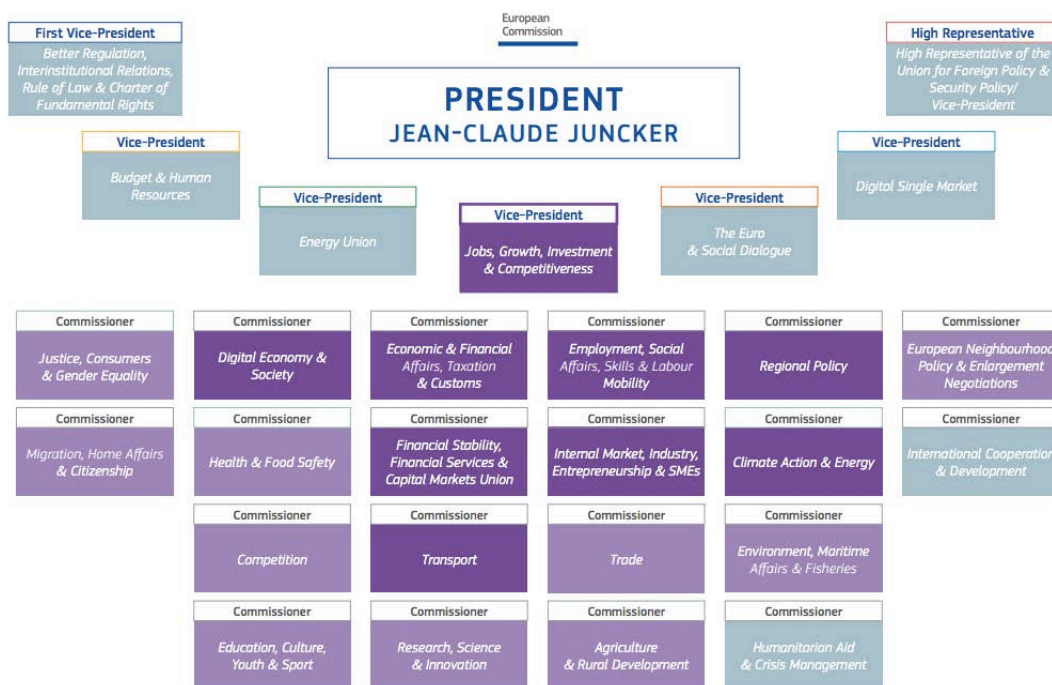 European
Commission
First Vice-President
Better Regulation,
Interinstitutional Relations,
Rule of Law & Charter of
Fundamental Rights
High Representative
High Representative of the
Union for Foreign Policy &
Security Policy/
Vice-President
PRESIDENT
JEAN-CLAUDE JUNCKER
Vice-President
Budget & Human
Resources
Vice-President
Digital Single Market
Vice-President
Energy Union
Vice-President
Jobs, Growth, Investment
& Competitiveness
Vice-President
The Euro
& Social Dialogue
Commissioner
Justice, Consumers
& Gender Equality
Commissioner
Digital Economy &
Society
Commissioner
Economic & Financial
Affairs, Taxation
& Customs
Commissioner
Employment, Social
Affairs, Skills & Labour
Mobility
Commissioner
Regional Policy
Commissioner
European Neighbourhood
Policy & Enlargement
Negotiations
Commissioner
Migration, Home Affairs
& Citizenship
Commissioner
Health & Food Safety
Commissioner
Financial Stability,
Financial Services &
Capital Markets Union
Commissioner
Internal Market, Industry,
Entrepreneurship & SMEs
Commissioner
Climate Action & Energy
Commissioner
International Cooperation
& Development
Commissioner
Competition
Commissioner
Transport
Commissioner
Trade
Commissioner
Environment, Maritime
Affairs & Fisheries
Commissioner
Education, Culture,
Youth & Sport
Commissioner
Research, Science
& Innovation
Commissioner
Agriculture
& Rural Development
Commissioner
Humanitarian Aid
& Crisis Management